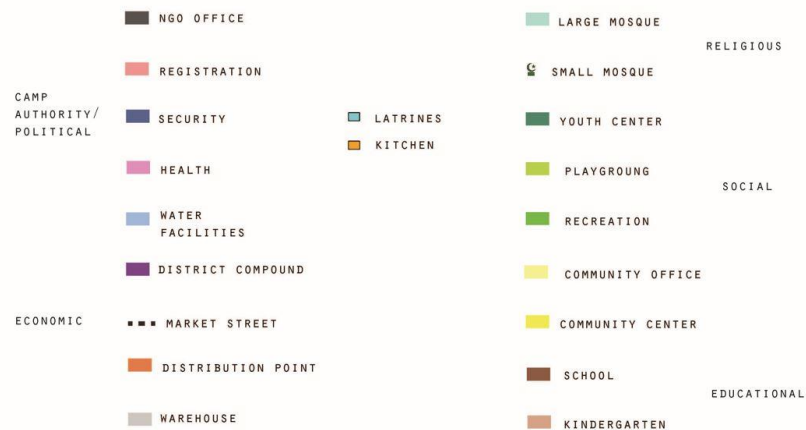 NGO OFFICE
REGISTRATION
CAMP
AUTHORITY/
POLITICAL
SECURITY
HEALTH
WATER
FACILITIES
DISTRICT COMPOUND
ECONOMIC
MARKET STREET
DISTRIBUTION POINT
WAREHOUSE
LATRINES
KITCHEN
LARGE MOSQUE
RELIGIOUS
SMALL MOSQUE
YOUTH CENTER
PLAYGROUNG
SOCIAL
RECREATION
COMMUNITY OFFICE
COMMUNITY CENTER
SCHOOL
EDUCATIONAL
KINDERGARTEN